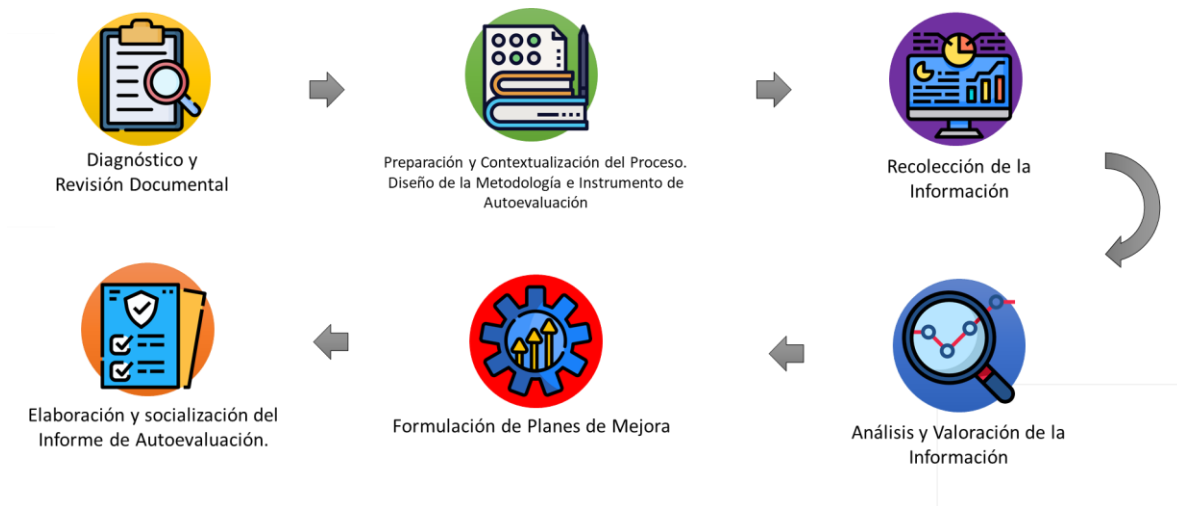 Diagnóstico y
Revisión Documental
Preparación y Contextualización del Proceso.
Diseño de la Metodología e Instrumento de
Autoevaluación
Recolección de la
Información
Análisis y Valoración de la
Información
Formulación de Planes de Mejora
Elaboración y socialización del
Informe de Autoevaluación.